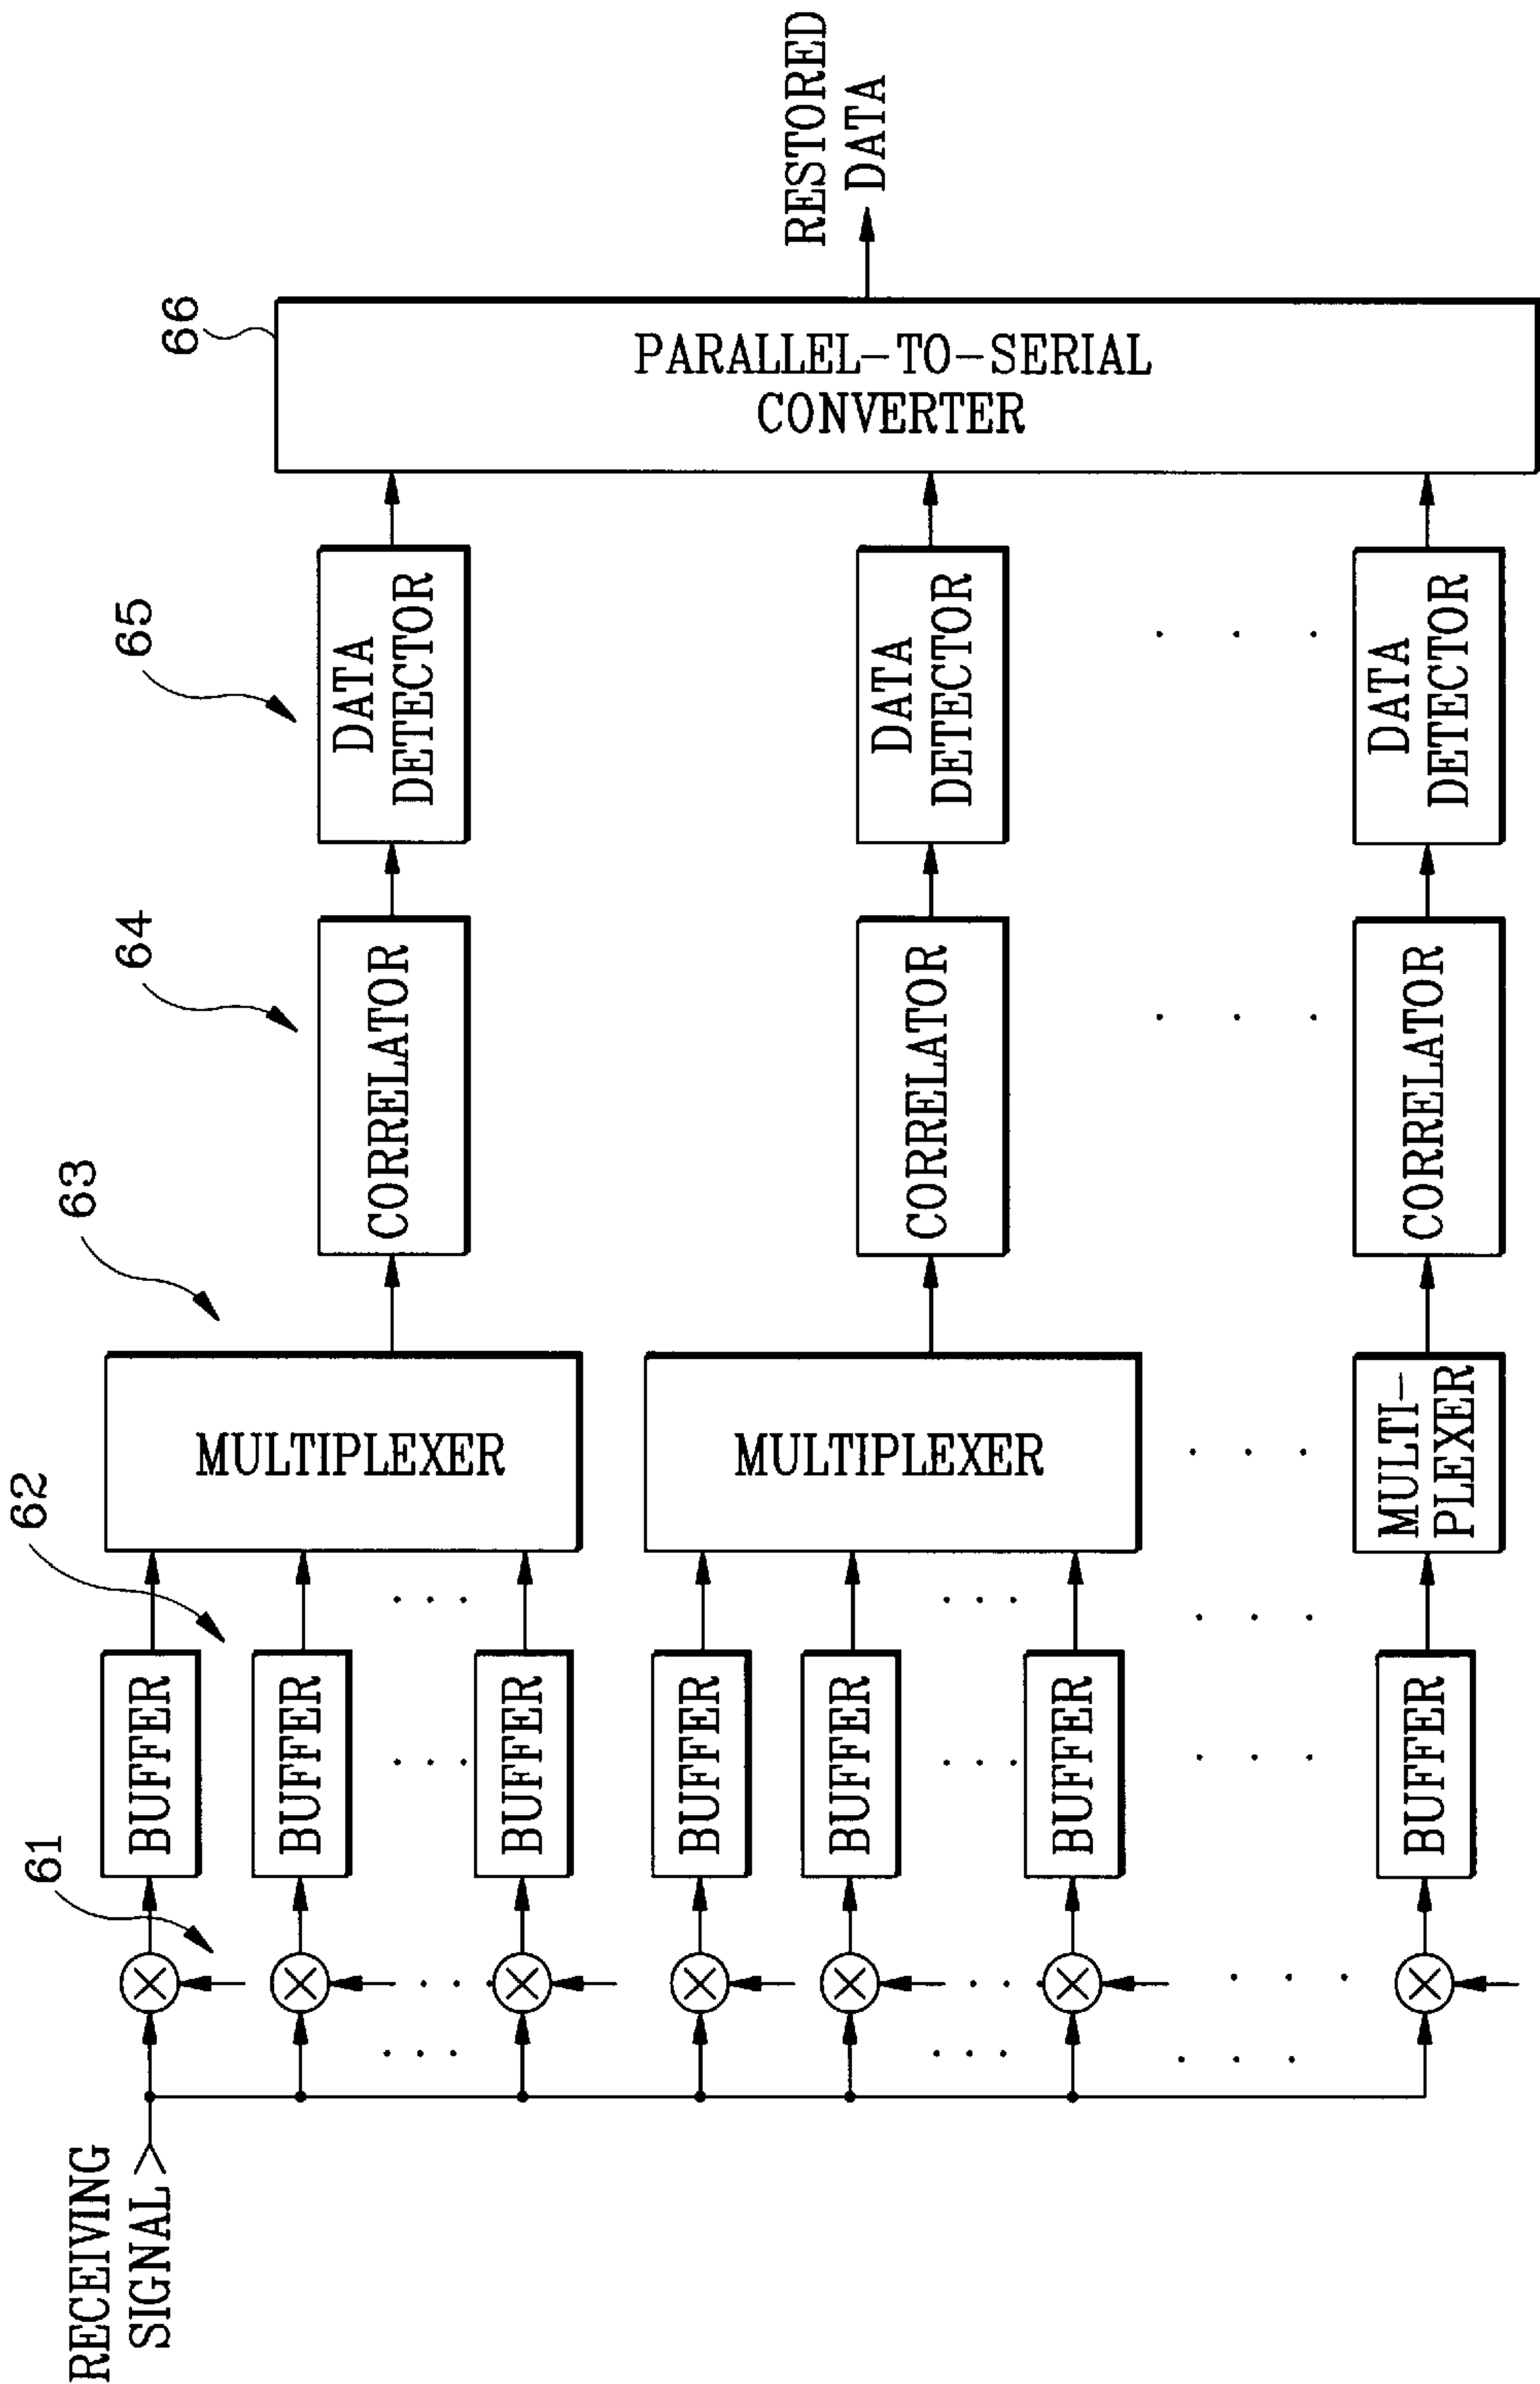 RECEIVING
SIGNAL
61
62
63
64
65
66
BUFFER
BUFFER
BUFFER
BUFFER
BUFFER
BUFFER
BUFFER
MULTIPLEXER
MULTIPLEXER
MULTI-
PLEXER
CORRELATOR
CORRELATOR
CORRELATOR
DATA
DETECTOR
DATA
DETECTOR
DATA
DETECTOR
PARALLEL-TO-SERIAL
CONVERTER
RESTORED
DATA